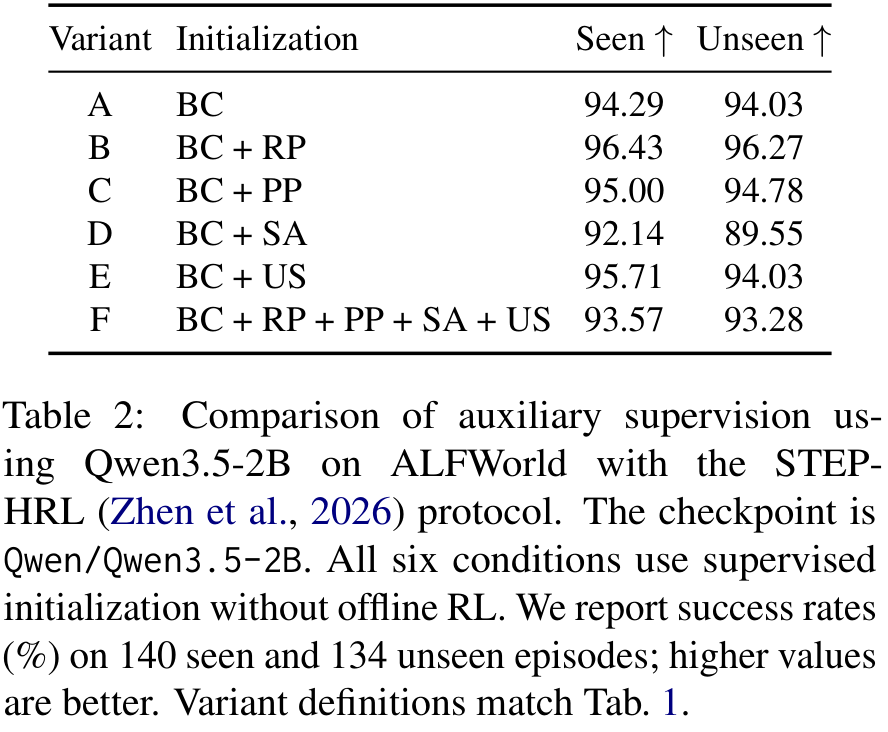 Variant Initialization Seen ↑ Unseen ↑
A BC 94.29 94.03
B BC + RP 96.43 96.27
C BC + PP 95.00 94.78
D BC + SA 92.14 89.55
E BC + US 95.71 94.03
F BC + RP + PP + SA + US 93.57 93.28
Table 2: Comparison of auxiliary supervision us-
ing Qwen3.5-2B on ALFWorld with the STEP-
HRL (Zhen et al., 2026) protocol. The checkpoint is
Qwen/Qwen3.5-2B. All six conditions use supervised
initialization without offline RL. We report success rates
(%) on 140 seen and 134 unseen episodes; higher values
are better. Variant definitions match Tab. 1.